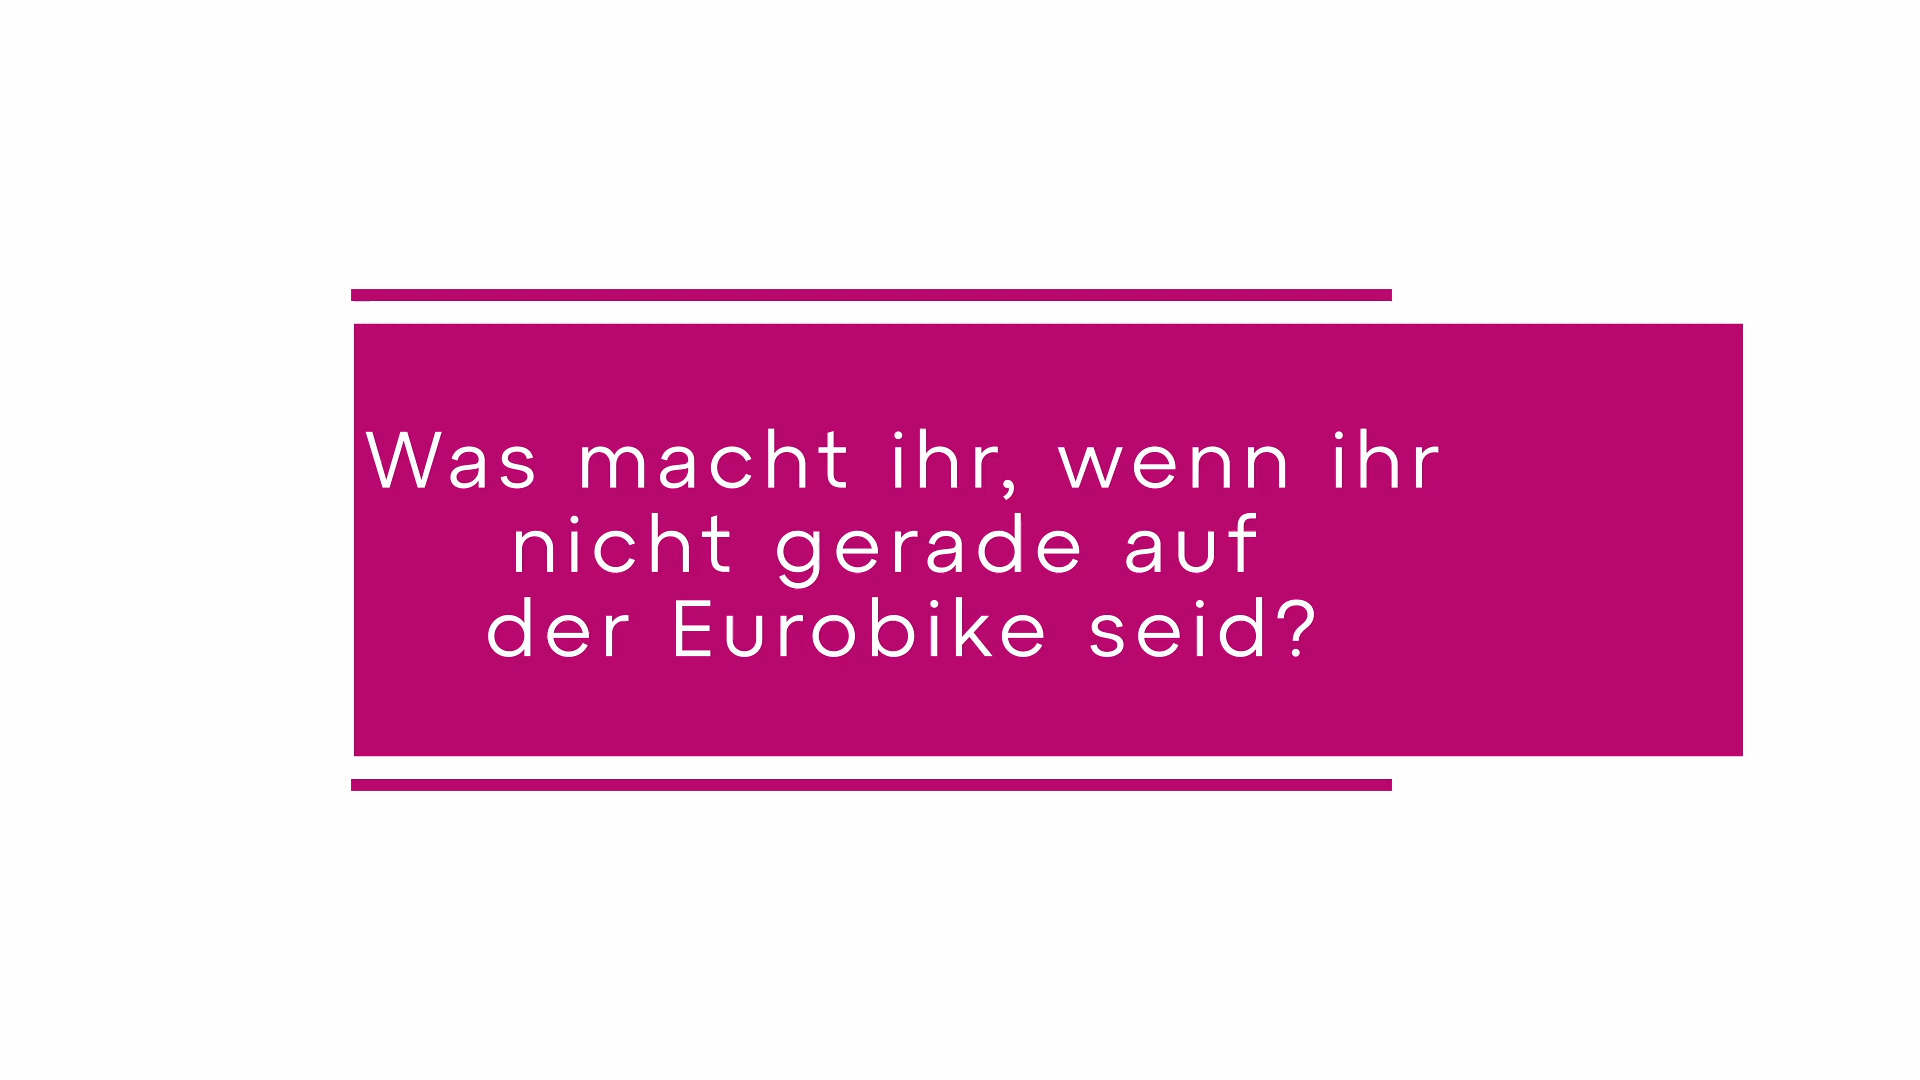 Was macht ihr, wenn ihr
nicht gerade auf
der Eurobike seid?